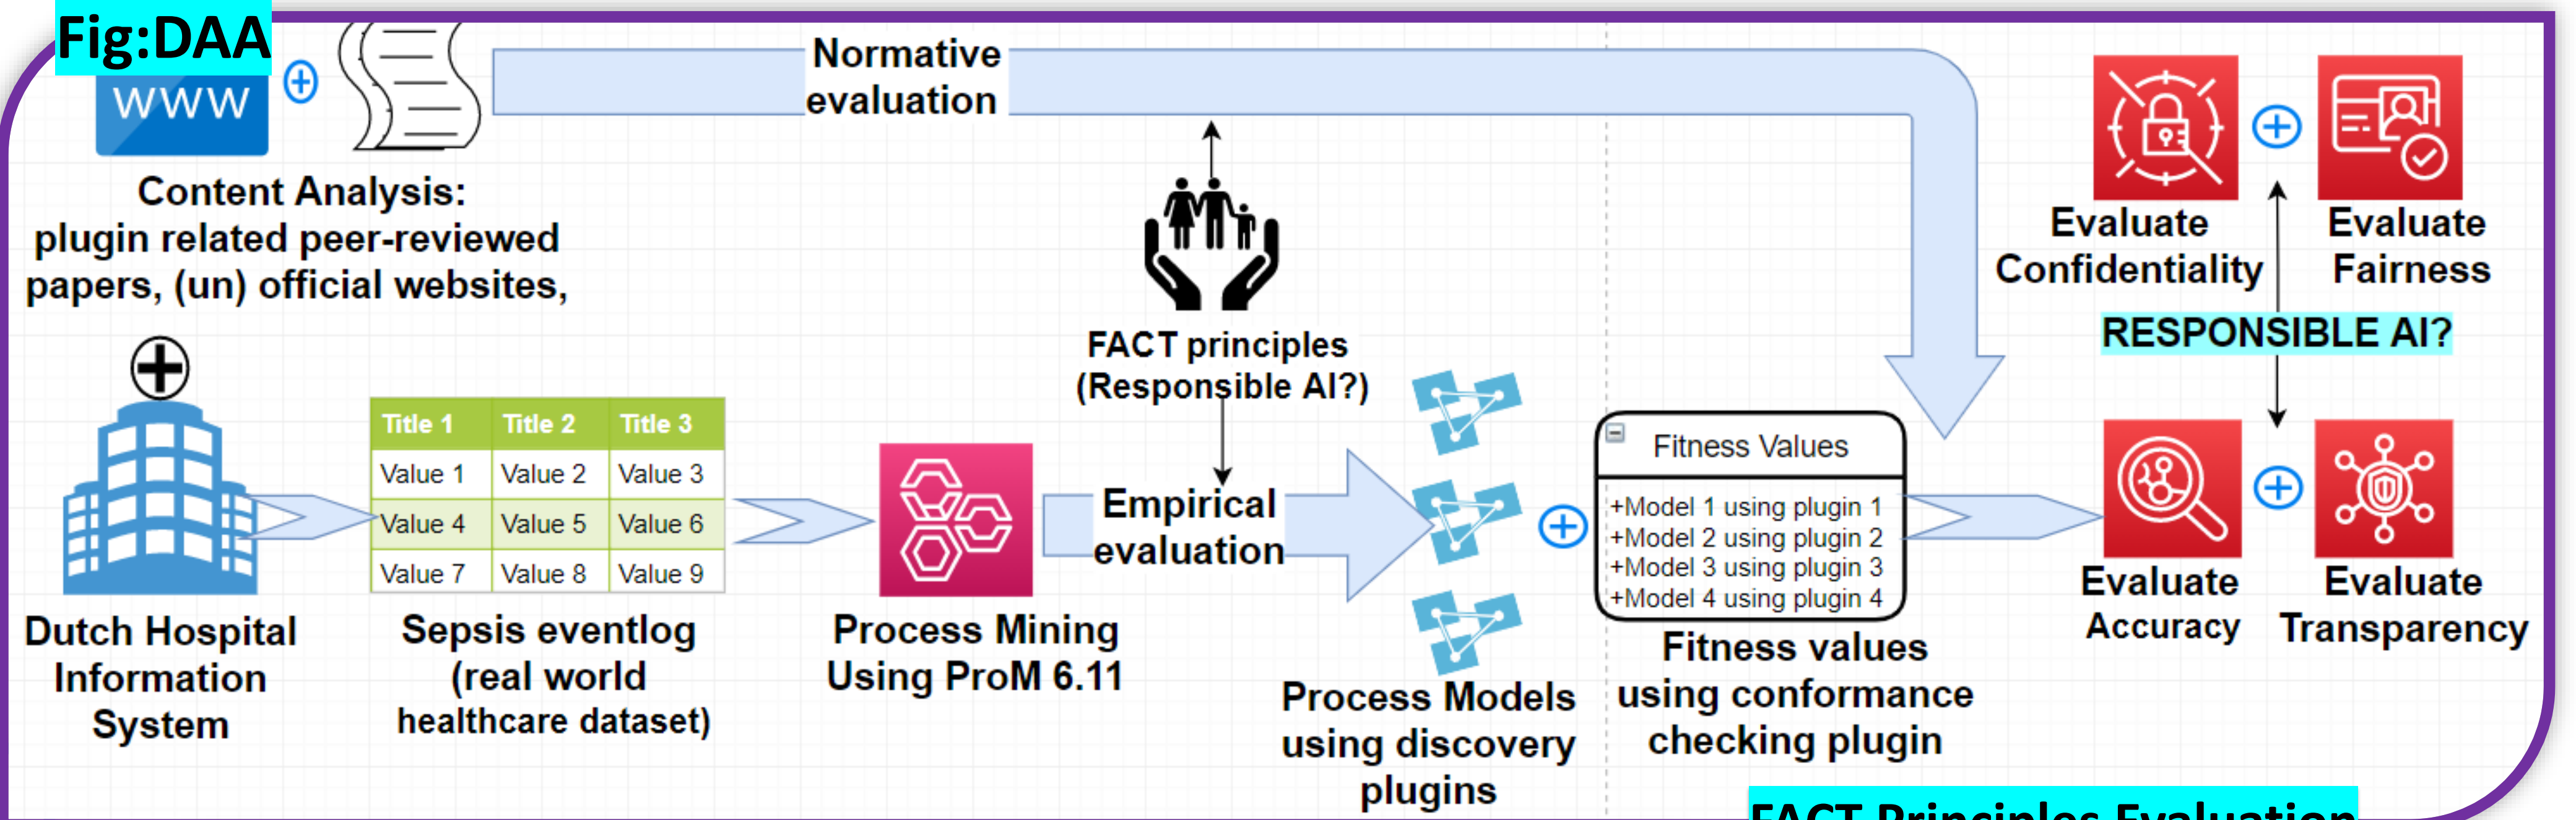 Fig:DAA
WWW
Normative
evaluation
Content Analysis:
plugin related peer-reviewed
papers, (un) official websites,
FACT principles
(Responsible AI?)
Evaluate
Confidentiality
Evaluate
Fairness
RESPONSIBLE AI?
Title 1 Title 2 Title 3
Value 1 Value 2 Value 3
Value 4 Value 5 Value 6
Value 7 Value 8 Value 9
Dutch Hospital
Information
System
Sepsis eventlog
(real world
healthcare dataset)
Process Mining
Using ProM 6.11
Empirical
evaluation
Process Models
using discovery
plugins
Fitness Values
+Model 1 using plugin 1
+Model 2 using plugin 2
+Model 3 using plugin 3
+Model 4 using plugin 4
Fitness values
using conformance
checking plugin
Evaluate
Accuracy
Evaluate
Transparency
FACT Principles Evaluation